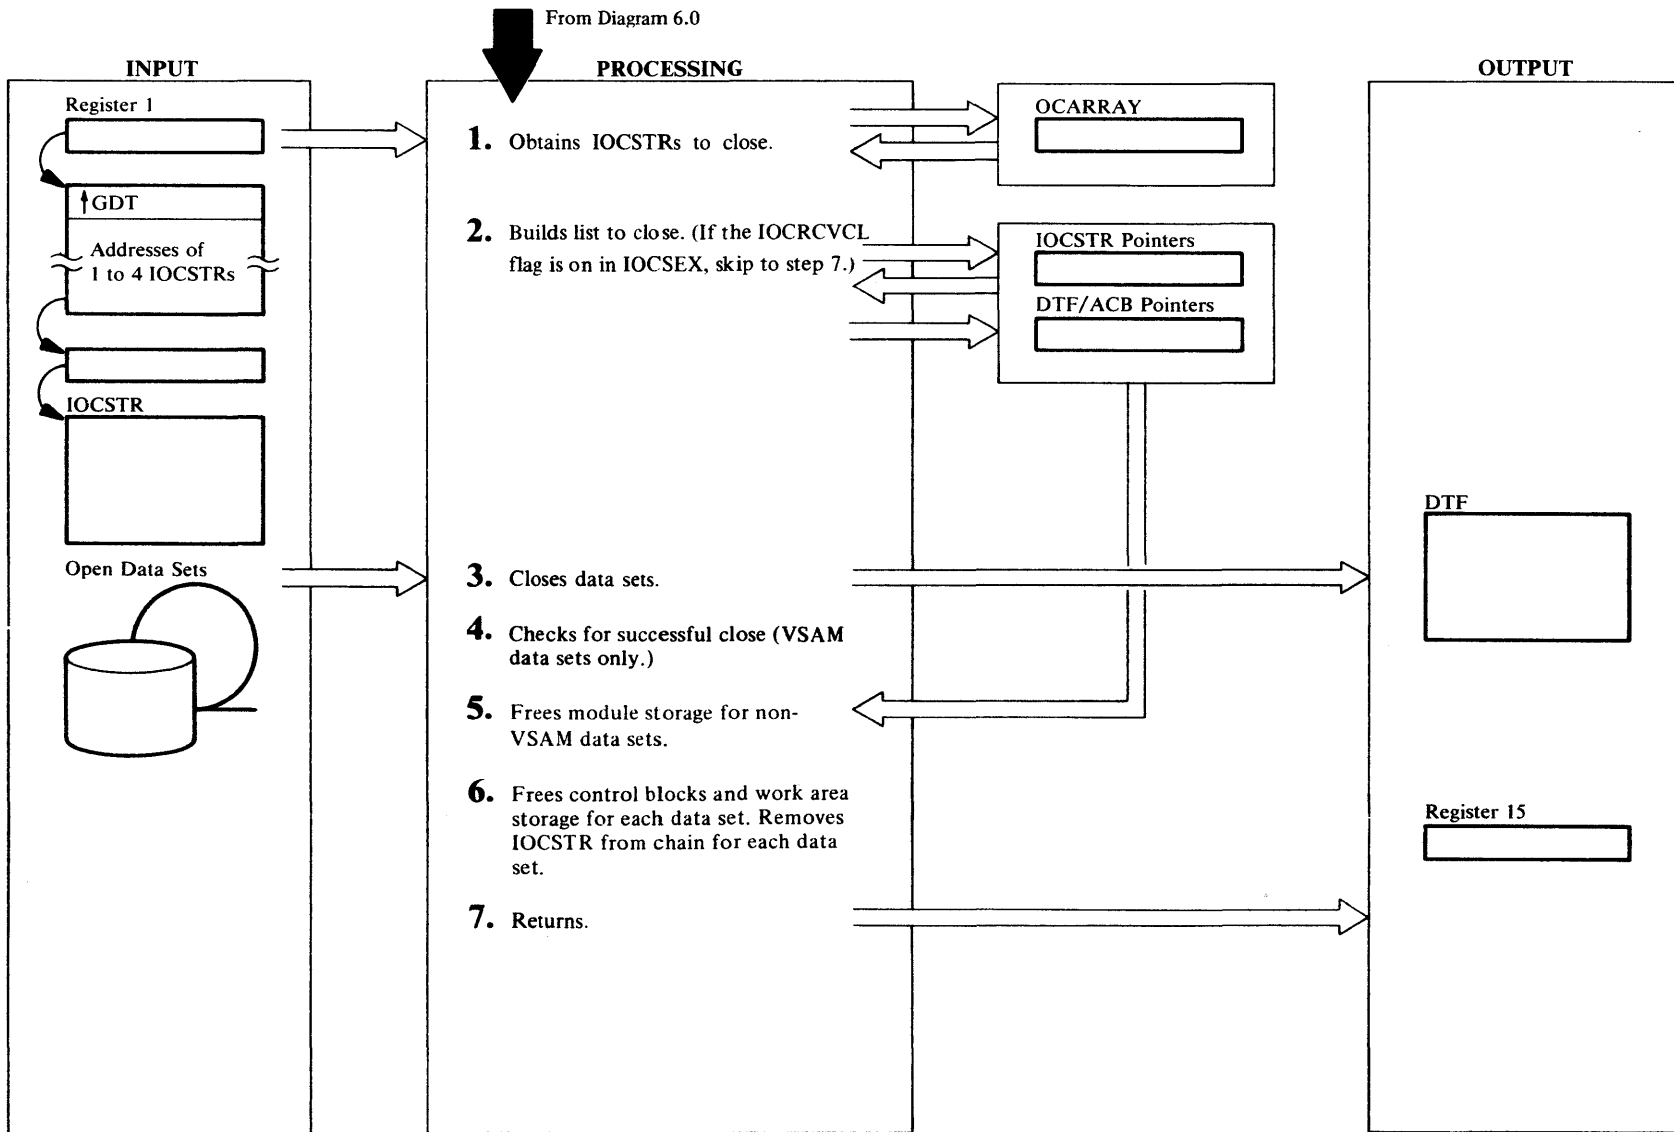 From Diagram 6.0
INPUT
PROCESSING
OUTPUT
Register 1
↑GDT
Addresses of
1 to 4 IOCSTRs
IOCSTR
Open Data Sets
1. Obtains IOCSTRs to close.
2. Builds list to close. (If the IOCRCVCL
flag is on in IOCSEX, skip to step 7.)
3. Closes data sets.
4. Checks for successful close (VSAM
data sets only.)
5. Frees module storage for non-
VSAM data sets.
6. Frees control blocks and work area
storage for each data set. Removes
IOCSTR from chain for each data
set.
7. Returns.
OCARRAY
IOCSTR Pointers
DTF/ACB Pointers
DTF
Register 15